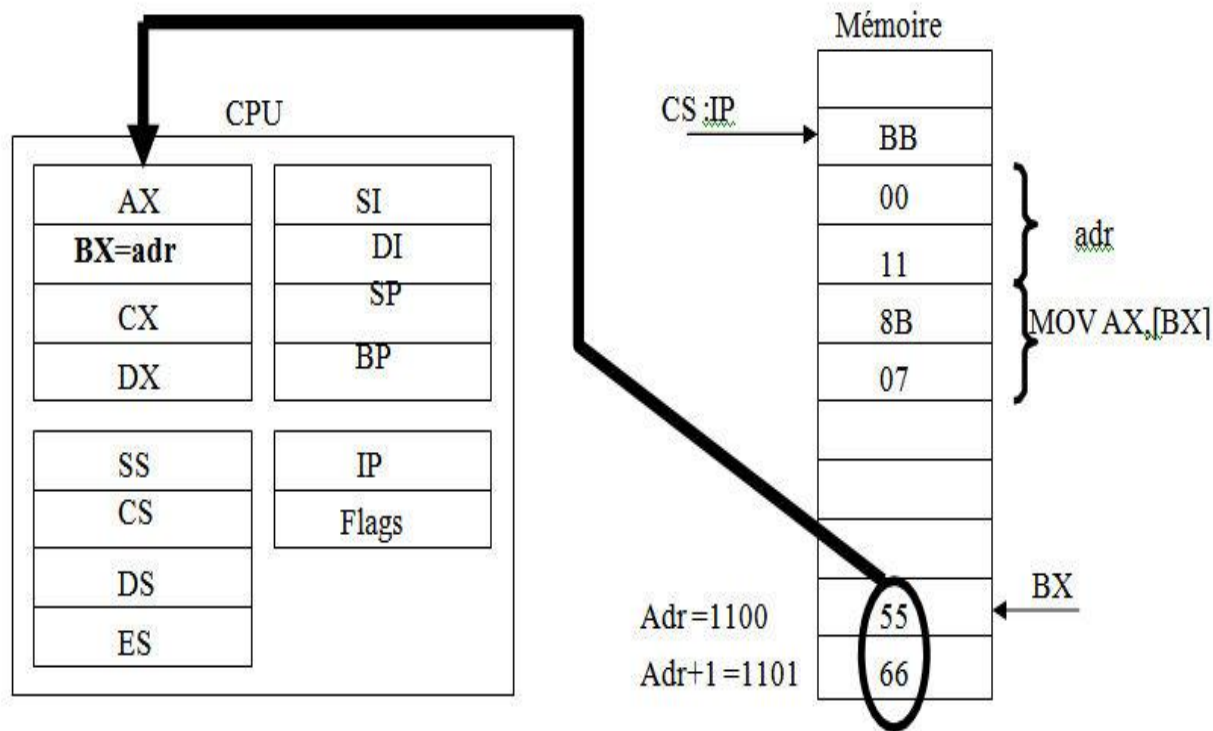 Mémoire
CPU
CS :IP
AX
BX=adr
CX
DX
SS
CS
DS
ES
SI
DI
SP
BP
IP
Flags
BB
00
11
8B
07
55
66
adr
MOV AX,[BX]
BX
Adr =1100
Adr+1 =1101